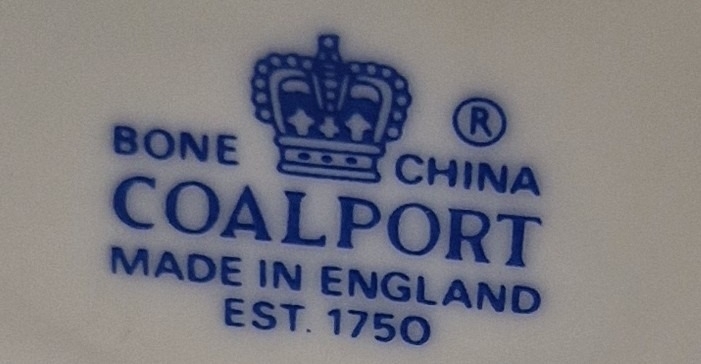 ®
BONE CHINA
COALPORT
MADE IN ENGLAND
EST. 1750